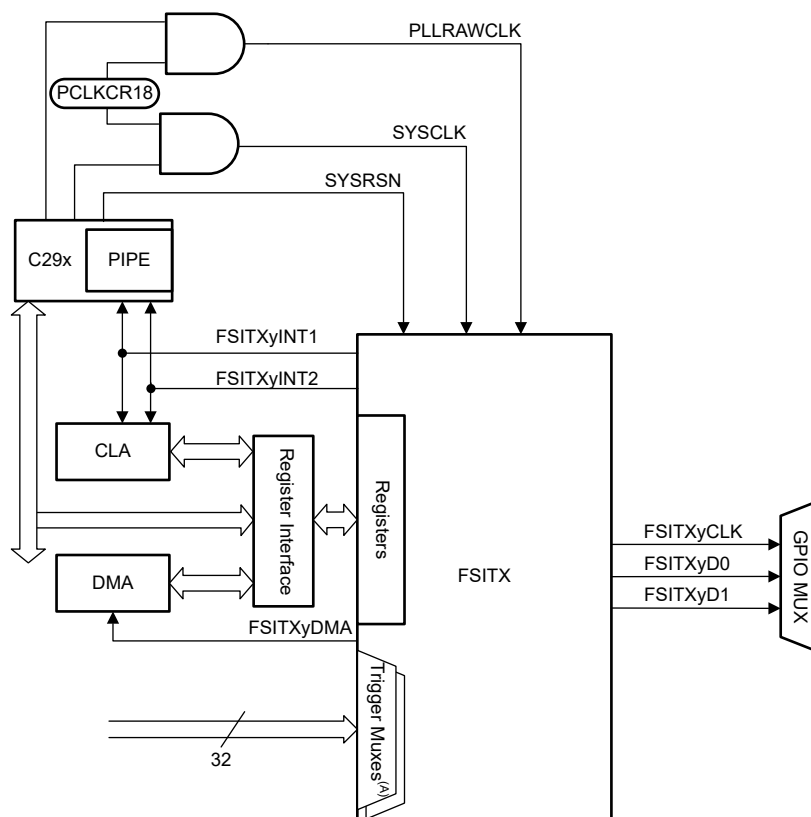 PLLRAWCLK
PCLKCR18
SYSCLK
SYSRSN
C29x
PIPE
FSITXyINT1
FSITXyINT2
CLA
Register Interface
Registers
FSITX
FSITXyCLK
FSITXyD0
FSITXyD1
GPIO MUX
DMA
FSITXyDMA
Trigger Muxes(A)
32